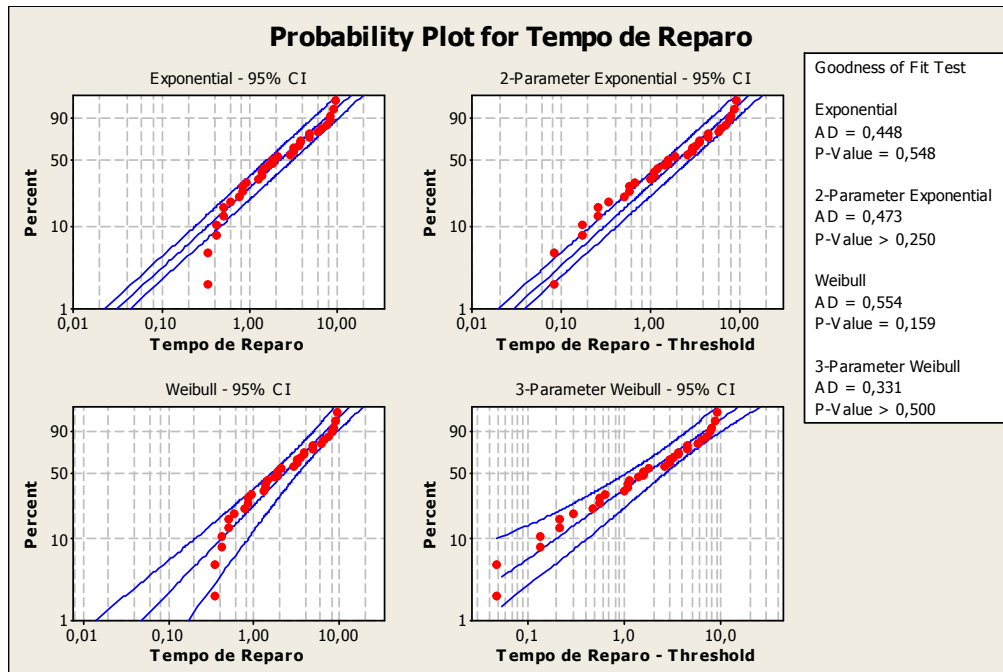 Probability Plot for Tempo de Reparo
Exponential - 95% CI
Percent
90
50
10
1
0,01 0,10 1,00 10,00
Tempo de Reparo
2-Parameter Exponential - 95% CI
Percent
90
50
10
1
0,01 0,10 1,00 10,00
Tempo de Reparo - Threshold
Weibull - 95% CI
Percent
90
50
10
1
0,01 0,10 1,00 10,00
Tempo de Reparo
3-Parameter Weibull - 95% CI
Percent
90
50
10
1
0,1 1,0 10,0
Tempo de Reparo - Threshold
Goodness of Fit Test
Exponential
AD = 0,448
P-Value = 0,548
2-Parameter Exponential
AD = 0,473
P-Value > 0,250
Weibull
AD = 0,554
P-Value = 0,159
3-Parameter Weibull
AD = 0,331
P-Value > 0,500